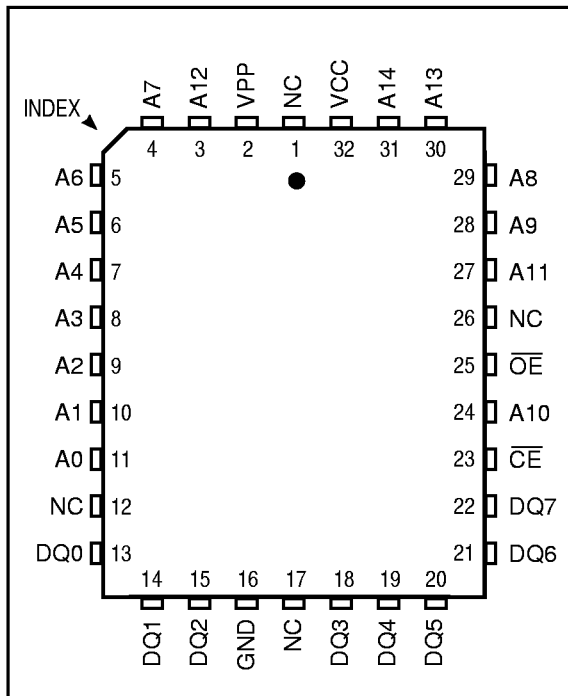 A7 A12 VPP NC VCC A14 A13
INDEX
4 3 2 1 32 31 30
A6 5 29 A8
A5 6 28 A9
A4 7 27 A11
A3 8 26 NC
A2 9 25 O̅E̅
A1 10 24 A10
A0 11 23 C̅E̅
NC 12 22 DQ7
DQ0 13 21 DQ6
14 15 16 17 18 19 20
DQ1 DQ2 GND NC DQ3 DQ4 DQ5